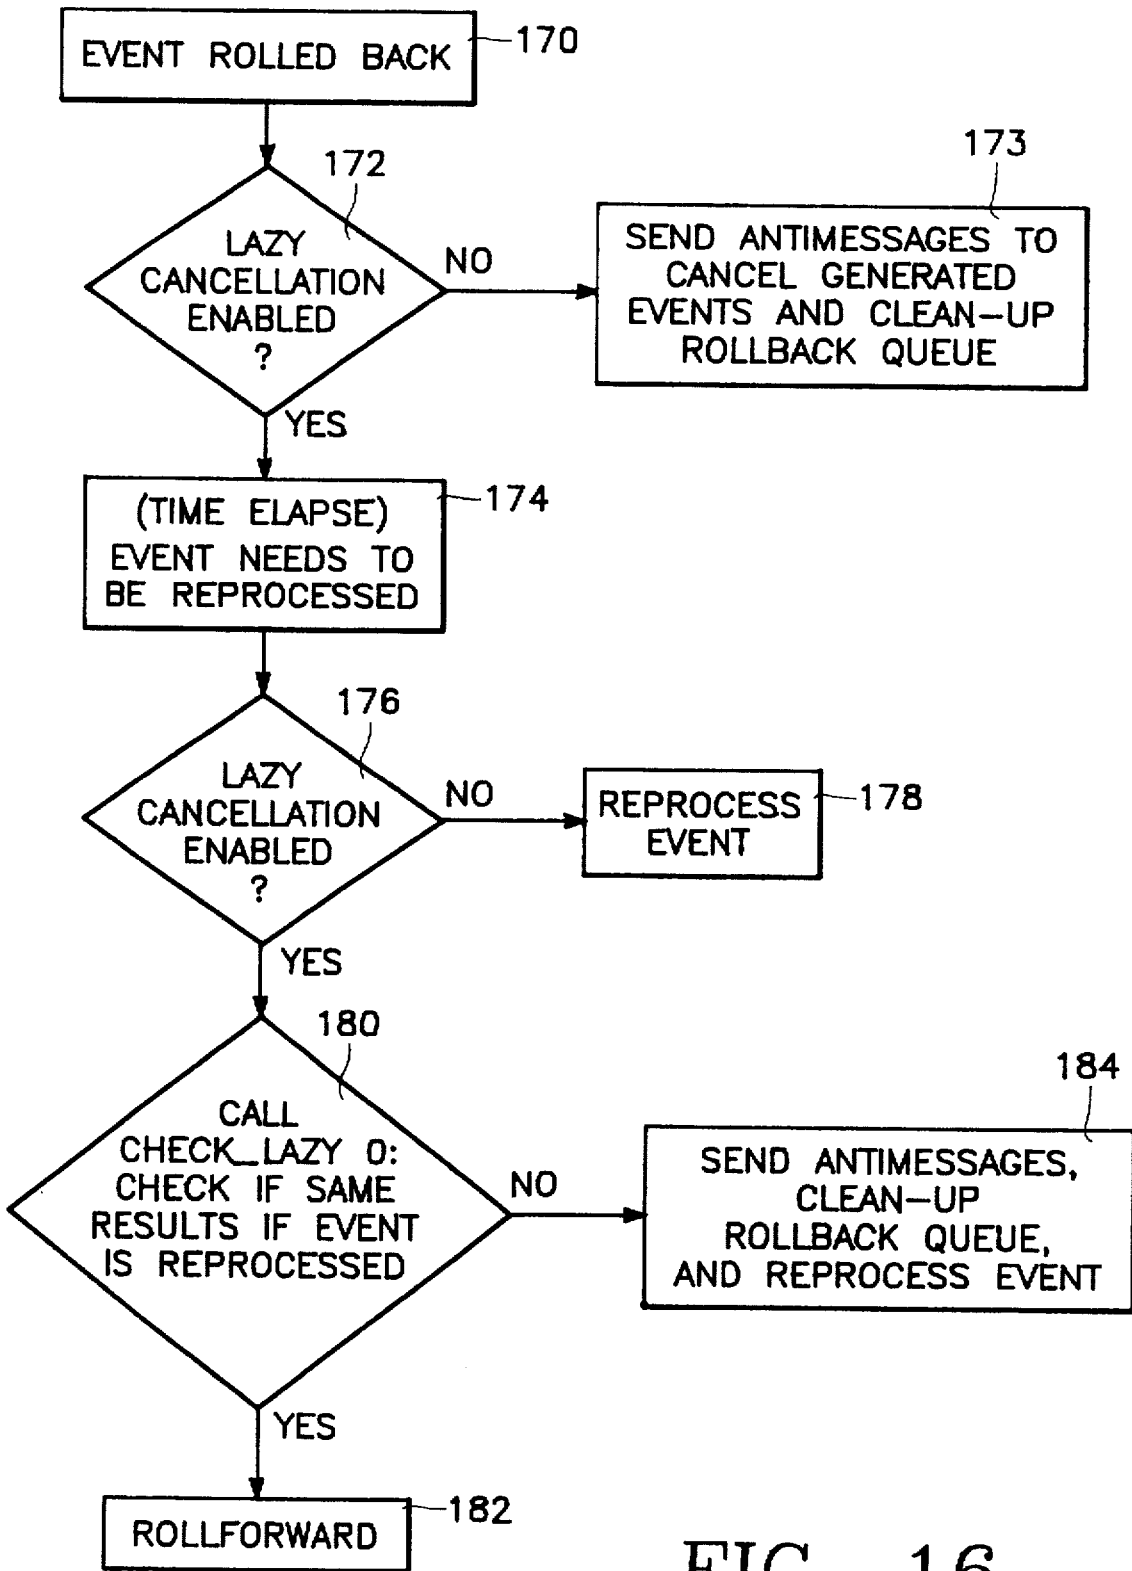 EVENT ROLLED BACK
170
172
LAZY
CANCELLATION
ENABLED
?
NO
173
SEND ANTIMESSAGES TO
CANCEL GENERATED
EVENTS AND CLEAN-UP
ROLLBACK QUEUE
YES
(TIME ELAPSE)
EVENT NEEDS TO
BE REPROCESSED
174
176
LAZY
CANCELLATION
ENABLED
?
NO
REPROCESS
EVENT
178
YES
180
CALL
CHECK_LAZY 0:
CHECK IF SAME
RESULTS IF EVENT
IS REPROCESSED
NO
184
SEND ANTIMESSAGES,
CLEAN-UP
ROLLBACK QUEUE,
AND REPROCESS EVENT
YES
ROLLFORWARD
182
FIG. 16